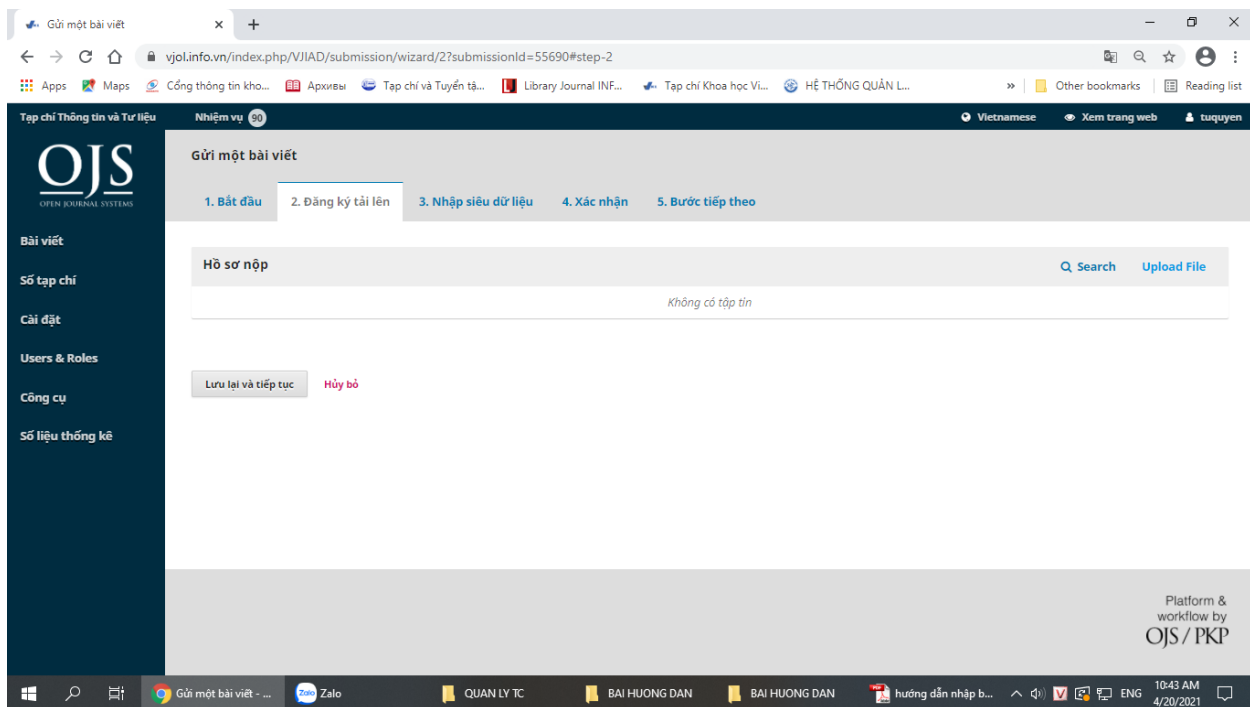 Gửi một bài viết
vjol.info.vn/index.php/VJIAD/submission/wizard/2?submissionId=55690#step-2
Apps Maps Cổng thông tin kho... Архивы Tạp chí và Tuyển tậ... Library Journal INF... Tạp chí Khoa học Vi... HỆ THỐNG QUẢN L... » Other bookmarks Reading list
Tạp chí Thông tin và Tư liệu Nhiệm vụ 90 Vietnamese Xem trang web tuquyen
OJS
OPEN JOURNAL SYSTEMS
Gửi một bài viết
1. Bắt đầu 2. Đăng ký tải lên 3. Nhập siêu dữ liệu 4. Xác nhận 5. Bước tiếp theo
Bài viết
Số tạp chí
Cài đặt
Users & Roles
Công cụ
Số liệu thống kê
Hồ sơ nộp Search Upload File
Không có tập tin
Lưu lại và tiếp tục Hủy bỏ
Platform &
workflow by
OJS / PKP
Gửi một bài viết - ... Zalo Zalo QUAN LY TC BAI HUONG DAN BAI HUONG DAN hướng dẫn nhập b... ENG 10:43 AM
4/20/2021